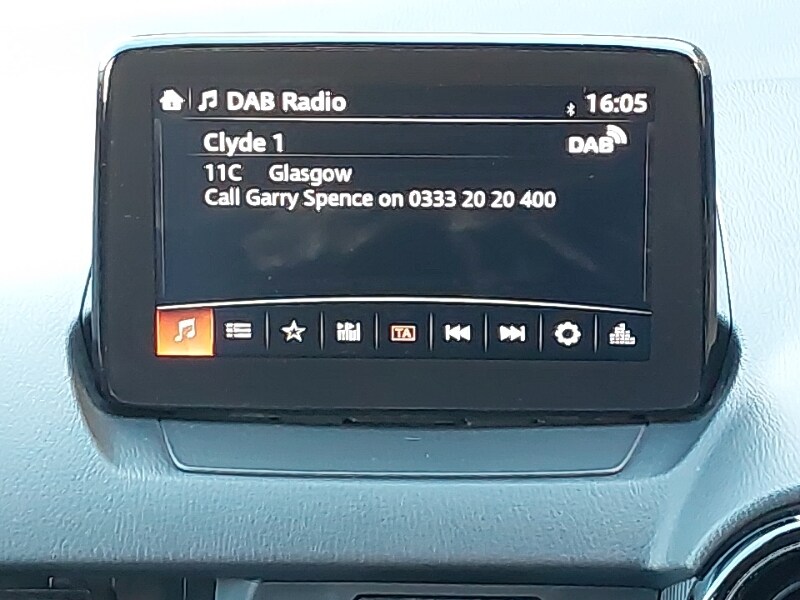 DAB Radio 16:05
Clyde 1 DAB
11C Glasgow
Call Garry Spence on 0333 20 20 400
TA